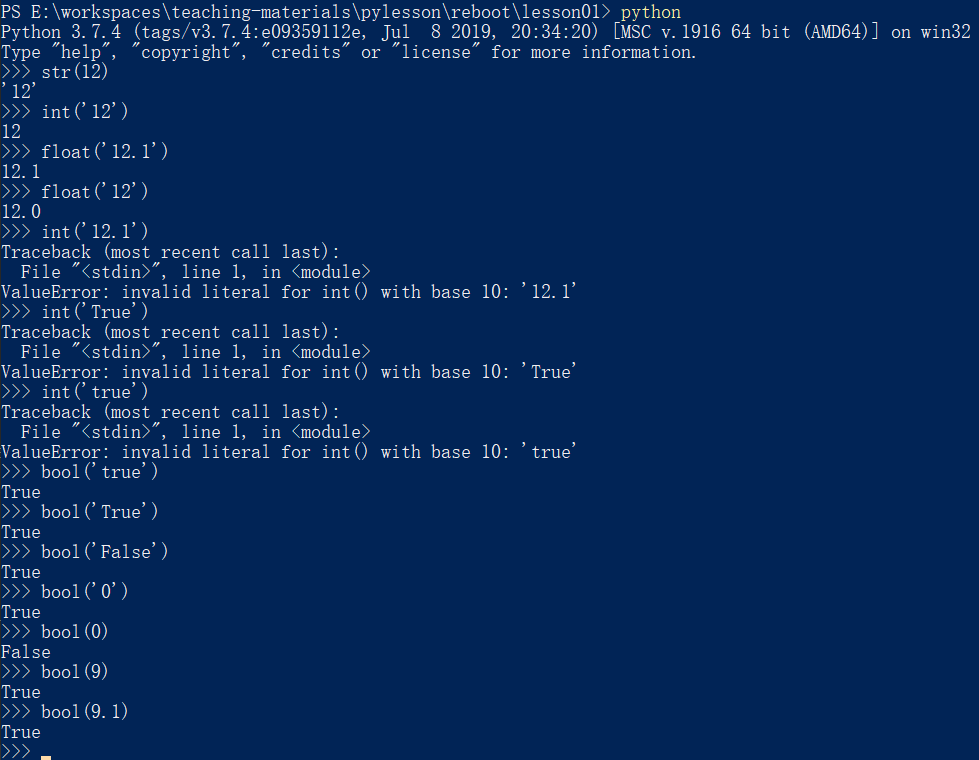 PS E:\workspaces\teaching-materials\pylesson\reboot\lesson01> python
Python 3.7.4 (tags/v3.7.4:e09359112e, Jul  8 2019, 20:34:20) [MSC v.1916 64 bit (AMD64)] on win32
Type "help", "copyright", "credits" or "license" for more information.
>>> str(12)
'12'
>>> int('12')
12
>>> float('12.1')
12.1
>>> float('12')
12.0
>>> int('12.1')
Traceback (most recent call last):
  File "<stdin>", line 1, in <module>
ValueError: invalid literal for int() with base 10: '12.1'
>>> int('True')
Traceback (most recent call last):
  File "<stdin>", line 1, in <module>
ValueError: invalid literal for int() with base 10: 'True'
>>> int('true')
Traceback (most recent call last):
  File "<stdin>", line 1, in <module>
ValueError: invalid literal for int() with base 10: 'true'
>>> bool('true')
True
>>> bool('True')
True
>>> bool('False')
True
>>> bool('0')
True
>>> bool(0)
False
>>> bool(9)
True
>>> bool(9.1)
True
>>>